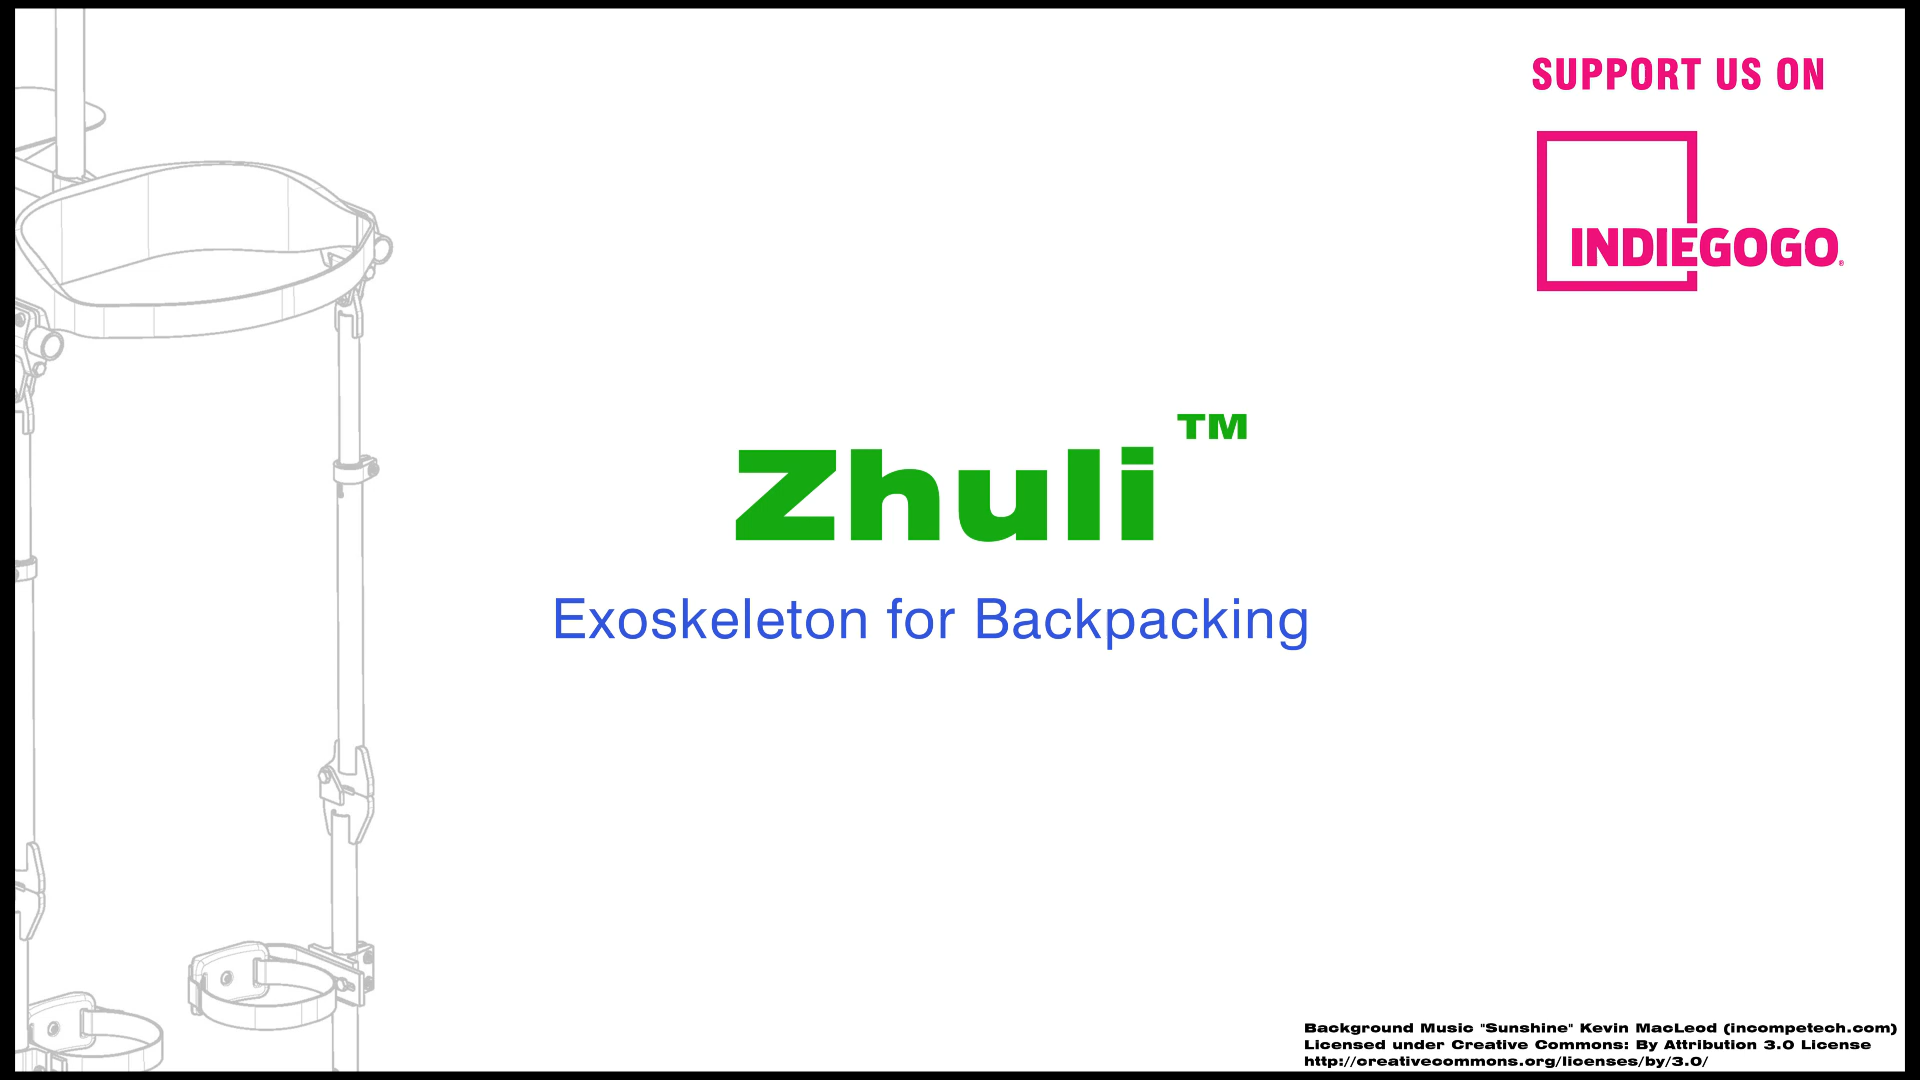 SUPPORT US ON
INDIEGOGO®
Zhuli™
Exoskeleton for Backpacking
Background Music "Sunshine" Kevin MacLeod (incompetech.com)
Licensed under Creative Commons: By Attribution 3.0 License
http://creativecommons.org/licenses/by/3.0/